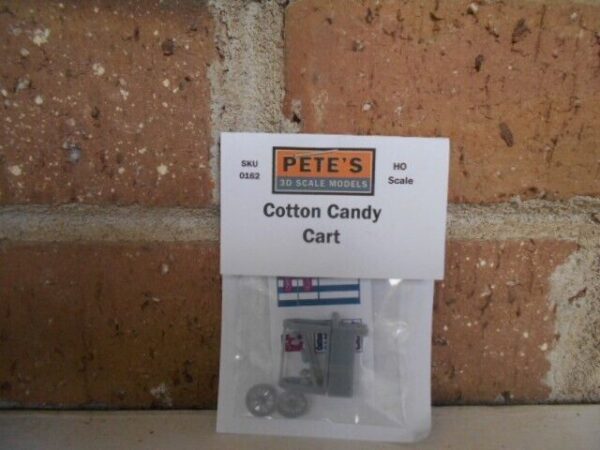 SKU
0162
PETE'S
3D SCALE MODELS
HO
Scale
Cotton Candy
Cart